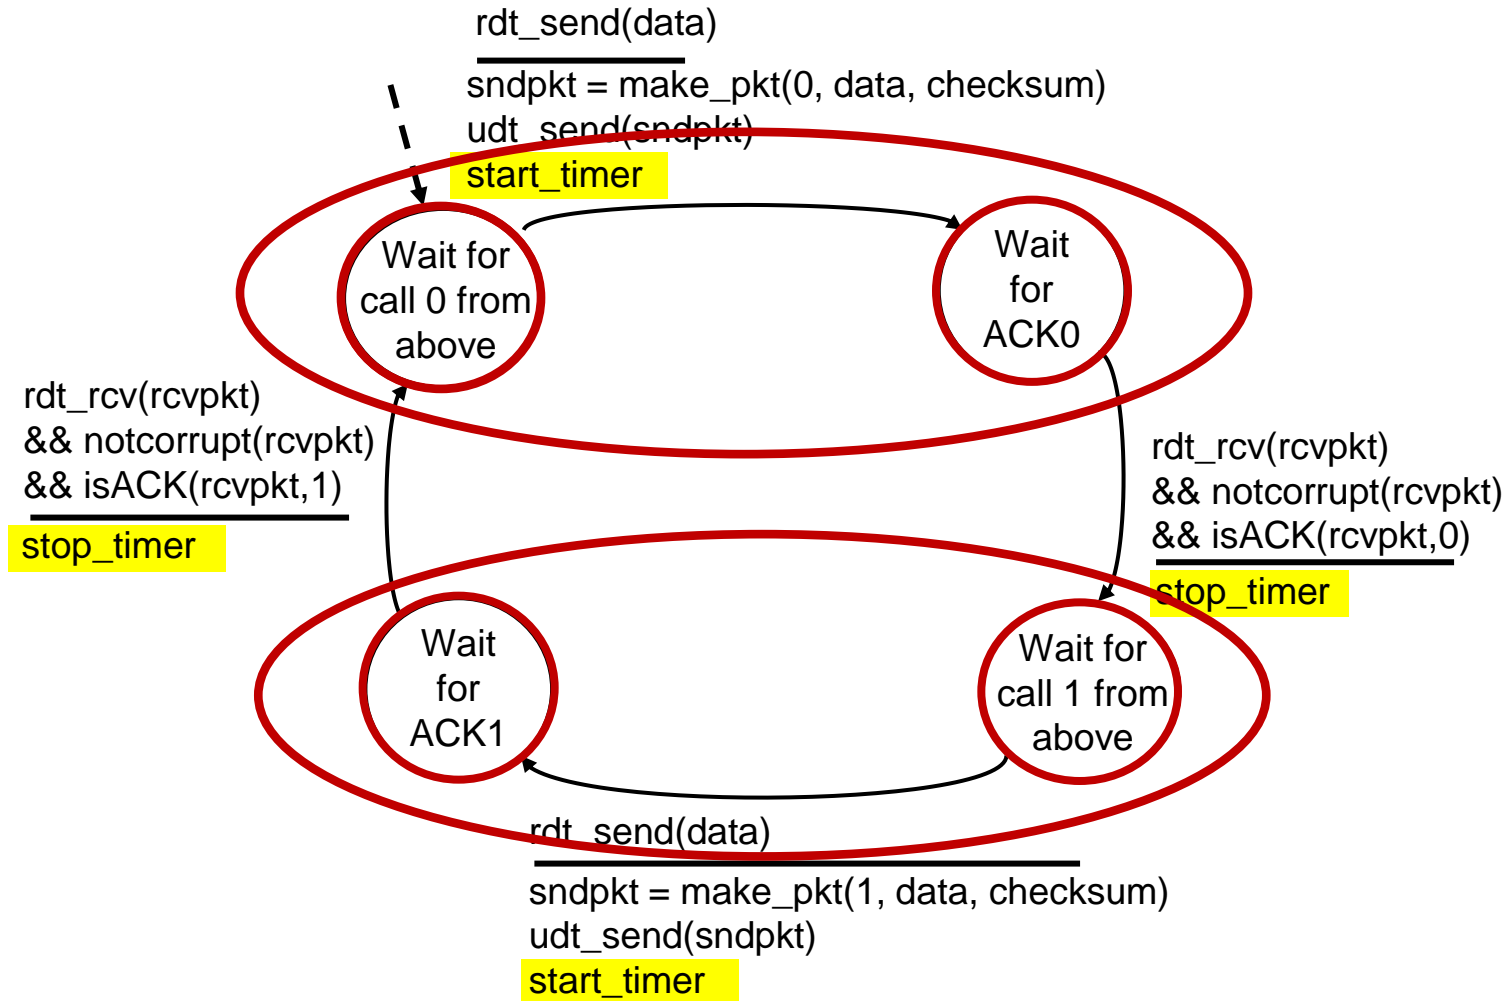 rdt_send(data)
sndpkt = make_pkt(0, data, checksum)
udt_send(sndpkt)
start_timer
Wait for
call 0 from
above
Wait
for
ACK0
rdt_rcv(rcvpkt)
&& notcorrupt(rcvpkt)
&& isACK(rcvpkt,1)
stop_timer
rdt_rcv(rcvpkt)
&& notcorrupt(rcvpkt)
&& isACK(rcvpkt,0)
stop_timer
Wait
for
ACK1
Wait for
call 1 from
above
rdt_send(data)
sndpkt = make_pkt(1, data, checksum)
udt_send(sndpkt)
start_timer